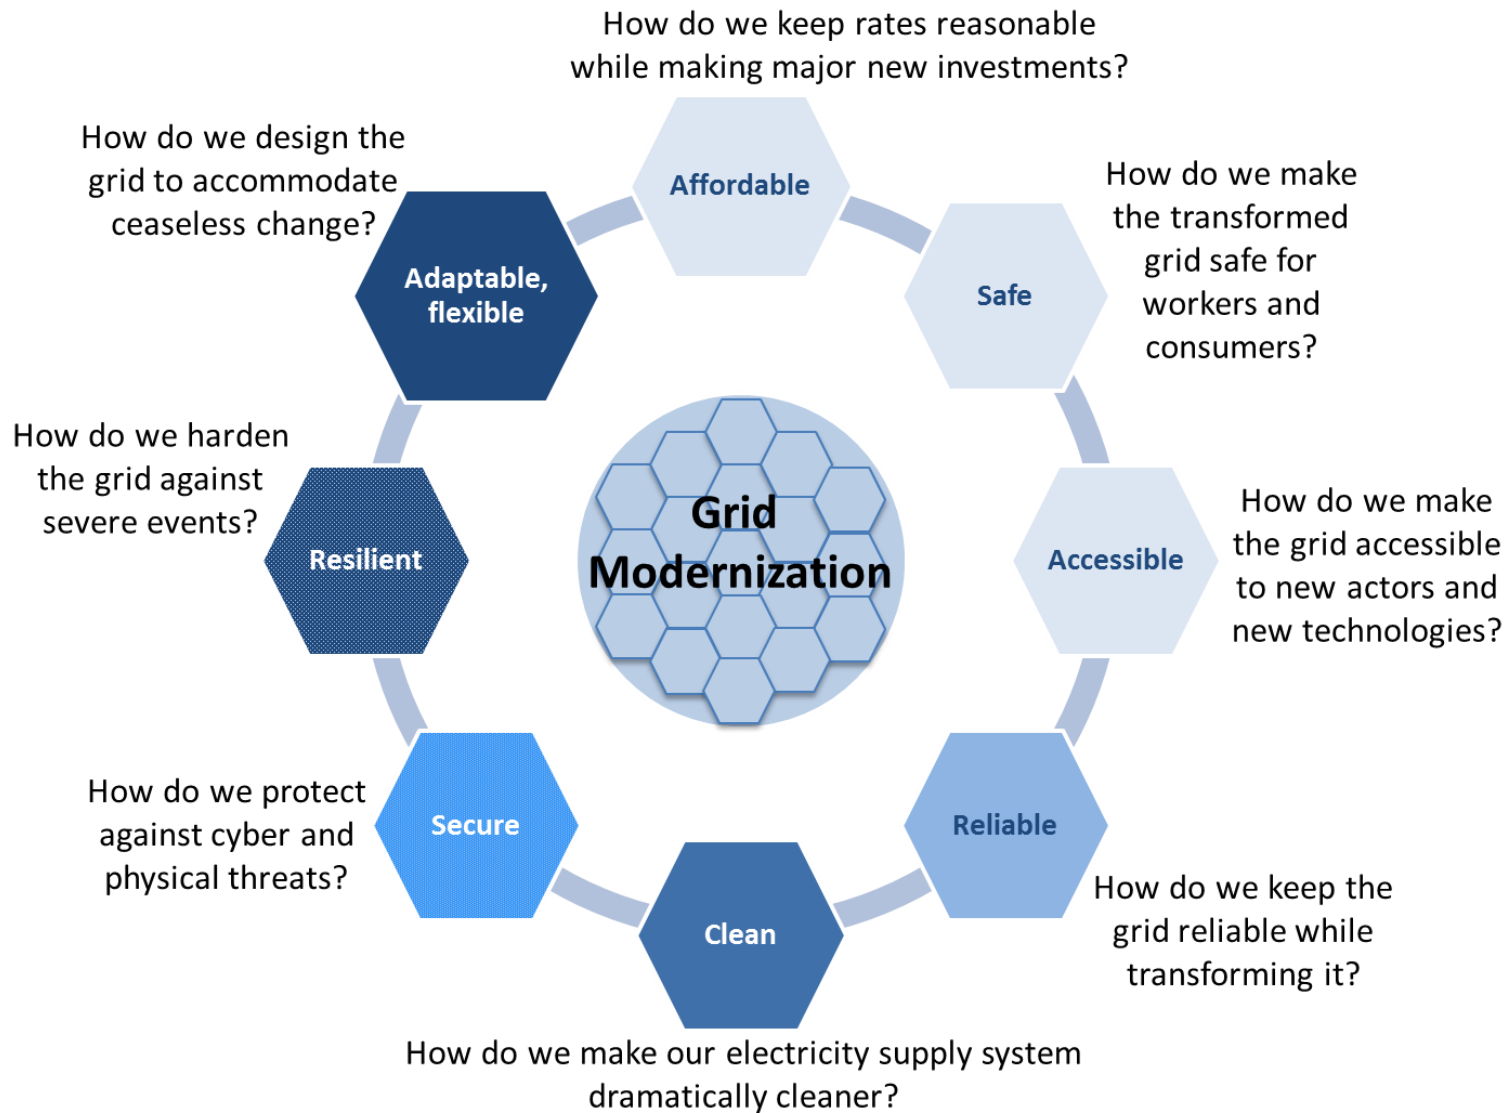 How do we keep rates reasonable
while making major new investments?
Affordable
How do we make
the transformed
grid safe for
workers and
consumers?
Safe
How do we make
the grid accessible
to new actors and
new technologies?
Accessible
Reliable
How do we keep the
grid reliable while
transforming it?
Clean
How do we make our electricity supply system
dramatically cleaner?
Secure
How do we protect
against cyber and
physical threats?
Resilient
How do we harden
the grid against
severe events?
Adaptable,
flexible
How do we design the
grid to accommodate
ceaseless change?
Grid
Modernization